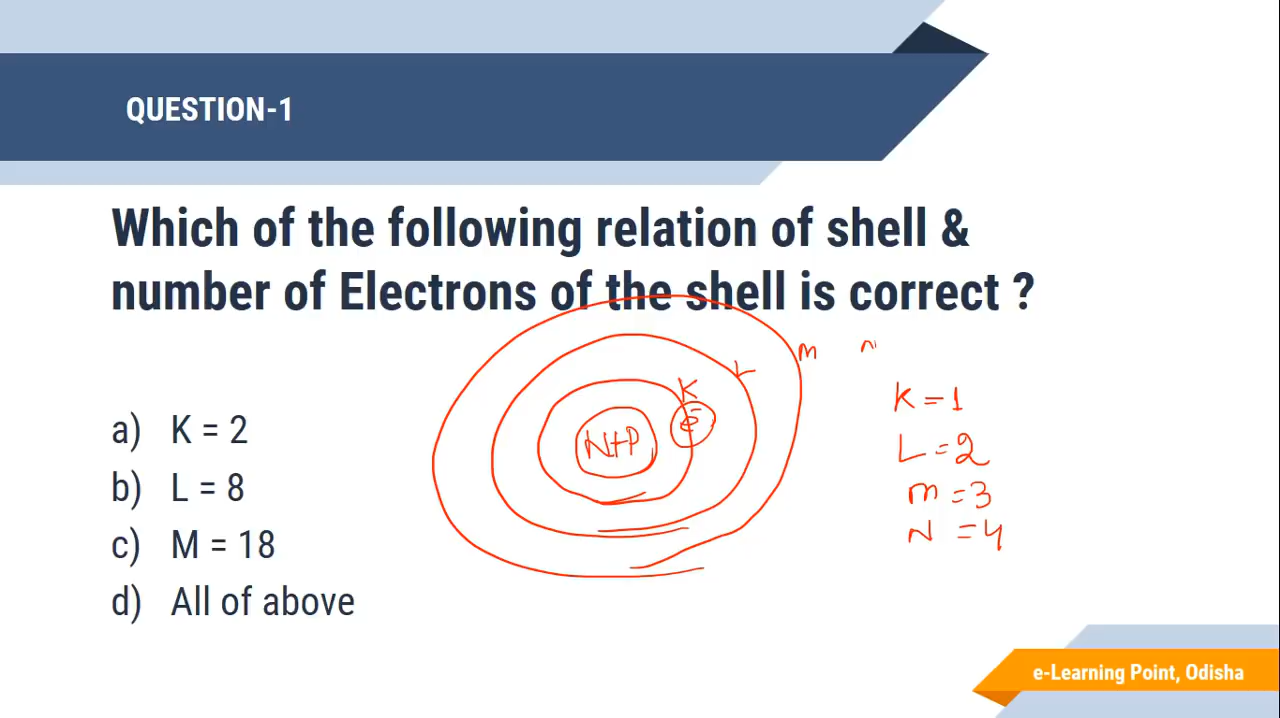 QUESTION-1
Which of the following relation of shell &
number of Electrons of the shell is correct ?
m n
K L
K = 1
a) K = 2
N+P e-
L = 2
b) L = 8
m = 3
c) M = 18
N = 4
d) All of above
e-Learning Point, Odisha